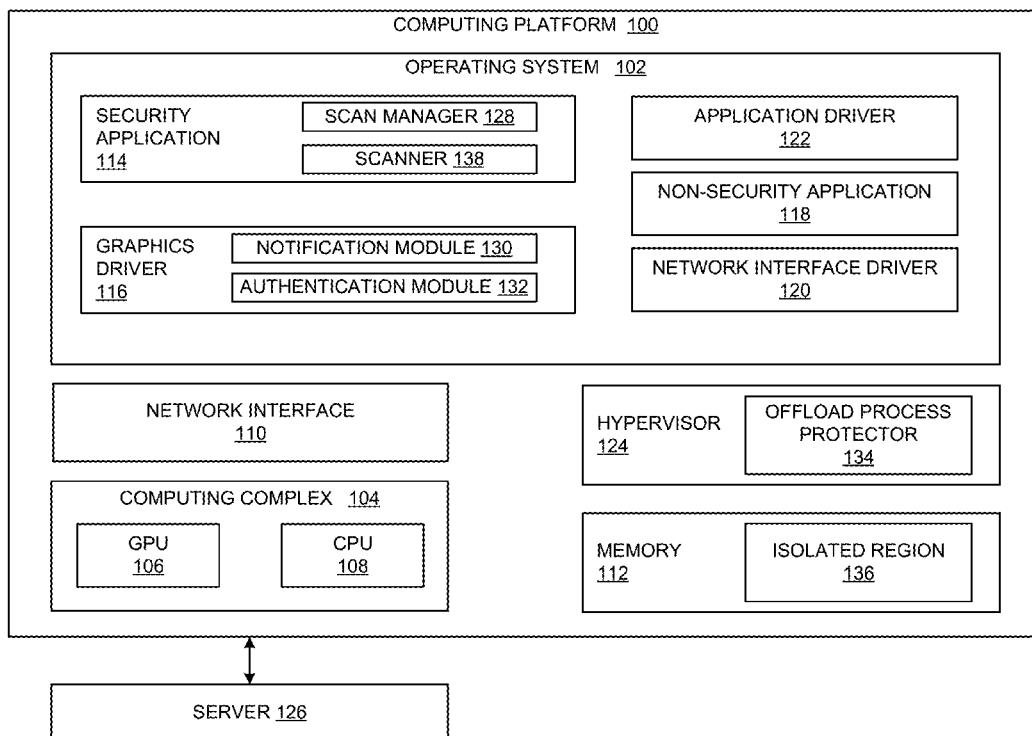 COMPUTING PLATFORM 100
OPERATING SYSTEM 102
SECURITY
APPLICATION
114
SCAN MANAGER 128
SCANNER 138
GRAPHICS
DRIVER
116
NOTIFICATION MODULE 130
AUTHENTICATION MODULE 132
APPLICATION DRIVER
122
NON-SECURITY APPLICATION
118
NETWORK INTERFACE DRIVER
120
NETWORK INTERFACE
110
HYPERVISOR
124
OFFLOAD PROCESS
PROTECTOR
134
COMPUTING COMPLEX 104
GPU
106
CPU
108
MEMORY
112
ISOLATED REGION
136
SERVER 126